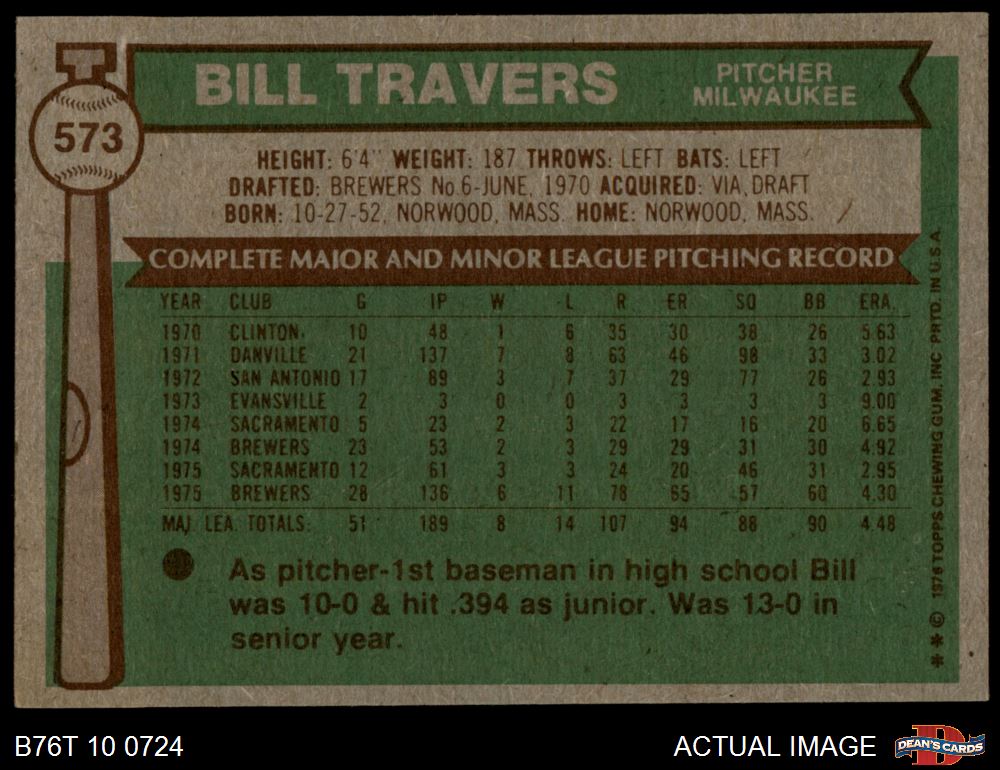 573
BILL TRAVERS
PITCHER
MILWAUKEE
HEIGHT: 6'4" WEIGHT: 187 THROWS: LEFT BATS: LEFT
DRAFTED: BREWERS No.6-JUNE, 1970 ACQUIRED: VIA DRAFT
BORN: 10-27-52, NORWOOD, MASS. HOME: NORWOOD, MASS.
COMPLETE MAJOR AND MINOR LEAGUE PITCHING RECORD
YEAR CLUB G IP W L R ER SO BB ERA.
1970 CLINTON 10 48 1 6 35 30 38 26 5.63
1971 DANVILLE 21 137 7 8 63 46 98 33 3.02
1972 SAN ANTONIO 17 89 3 7 37 29 77 26 2.93
1973 EVANSVILLE 2 3 0 0 3 3 3 3 9.00
1974 SACRAMENTO 5 23 2 3 22 17 16 20 6.65
1974 BREWERS 23 53 2 3 29 29 31 30 4.92
1975 SACRAMENTO 12 61 3 3 24 20 46 31 2.95
1975 BREWERS 28 136 6 11 78 65 57 60 4.30
MAJ. LEA. TOTALS: 51 189 8 14 107 94 88 90 4.48
As pitcher-1st baseman in high school Bill
was 10-0 & hit .394 as junior. Was 13-0 in
senior year.
** © 1976 TOPPS CHEWING GUM, INC. PRTD. IN U.S.A.
B76T 10 0724
ACTUAL IMAGE
DEAN'S CARDS